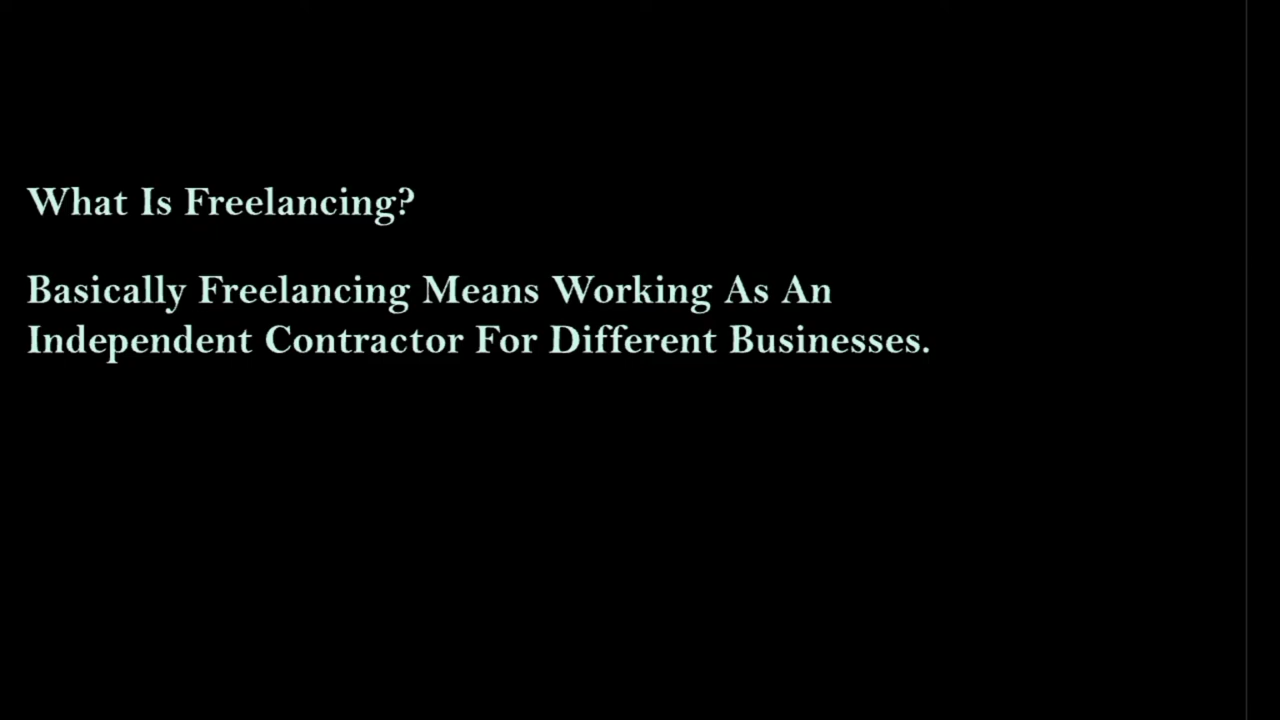 What Is Freelancing?
Basically Freelancing Means Working As An
Independent Contractor For Different Businesses.